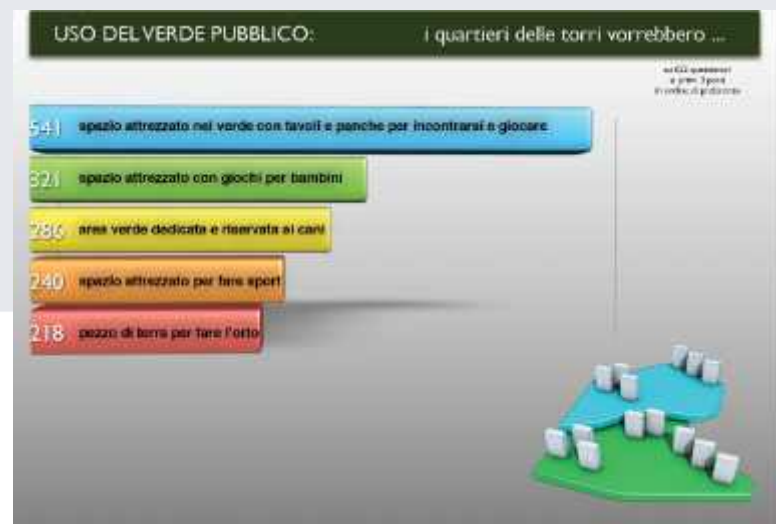 USO DEL VERDE PUBBLICO: i quartieri delle torri vorrebbero ...
541 spazio attrezzato nel verde con tavoli e panche per incontrarsi e giocare
321 spazio attrezzato con giochi per bambini
286 area verde dedicata e riservata ai cani
240 spazio attrezzato per fare sport
218 pezzo di terra per fare l'orto